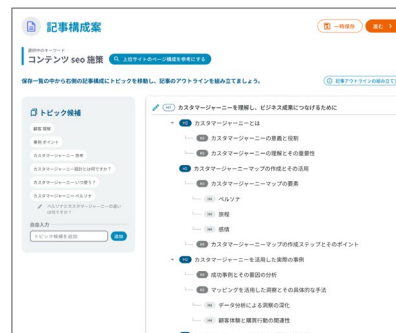 記事構成案
一時保存
進む
選択中のキーワード
コンテンツ seo 施策
上位サイトのページ構成を参考にする
保存一覧の中から右側の記事構成にトピックを移動し、記事のアウトラインを組み立てましょう。
記事アウトラインの組み立て
トピック候補
顧客 理解
事例 ポイント
カスタマージャーニー 思考
カスタマージャーニー設計とは何ですか?
カスタマージャーニー いつ使う?
カスタマージャーニー ペルソナ
ペルソナとカスタマージャーニーの違いは何ですか?
自由入力
トピック候補を追加
追加
H1 カスタマージャーニーを理解し、ビジネス成果につなげるために
H2 カスタマージャーニーとは
H3 カスタマージャーニーの意義と役割
H3 カスタマージャーニーの理解とその重要性
H2 カスタマージャーニーマップの作成とその活用
H3 カスタマージャーニーマップの要素
H4 ペルソナ
H4 旅程
H4 感情
H3 カスタマージャーニーマップの作成ステップとそのポイント
H2 カスタマージャーニーを活用した実際の事例
H3 成功事例とその要因の分析
H3 マッピングを用いした洞察とその具体的な手法
H4 データ分析による洞察の深化
H4 顧客体験と購買行動の関連性